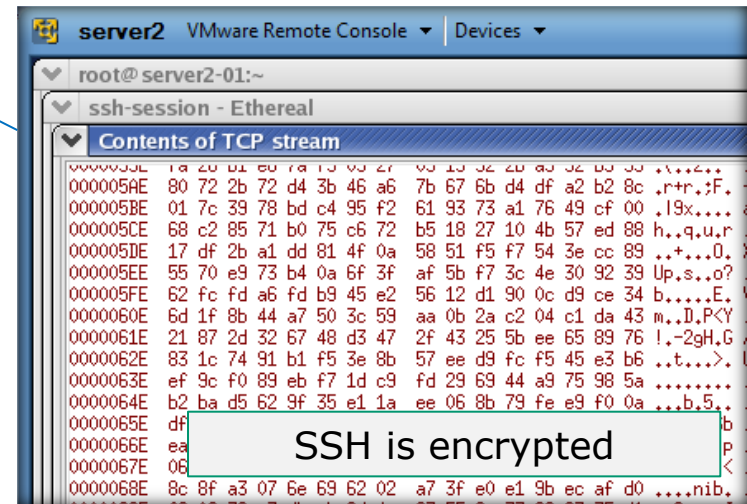 server2 VMware Remote Console Devices
root@server2-01:~
ssh-session - Ethereal
Contents of TCP stream
000005AE 80 72 2b 72 d4 3b 46 a6 7b 67 6b d4 df a2 b2 8c .r+r.;F.
000005BE 01 7c 39 78 bd c4 95 f2 61 93 73 a1 76 49 cf 00 .|9x....
000005CE 68 c2 85 71 b0 75 c6 72 b5 18 27 10 4b 57 ed 88 h..q.u.r
000005DE 17 df 2b a1 dd 81 4f 0a 58 51 f5 f7 54 3e cc 89 ..+...O.
000005EE 55 70 e9 73 b4 0a 6f 3f af 5b f7 3c 4e 30 92 39 Up.s..o?
000005FE 62 fc fd a6 fd b9 45 e2 56 12 d1 90 0c d9 ce 34 b.....E.
0000060E 6d 1f 8b 44 a7 50 3c 59 aa 0b 2a c2 04 c1 da 43 m..D.P<Y
0000061E 21 87 2d 32 67 48 d3 47 2f 43 25 5b ee 65 89 76 !.-2gH.G
0000062E 83 1c 74 91 b1 f5 3e 8b 57 ee d9 fc f5 45 e3 b6 ..t...>.
0000063E ef 9c f0 89 eb f7 1d c9 fd 29 69 44 a9 75 98 5a ........
0000064E b2 ba d5 62 9f 35 e1 1a ee 06 8b 79 fe e9 f0 0a ...b.5..
0000065E df
0000066E ea
SSH is encrypted
0000067E 06
0000068E 8c 8f a3 07 6e 69 62 02 a7 3f e0 e1 9b ec af d0 ....nib.